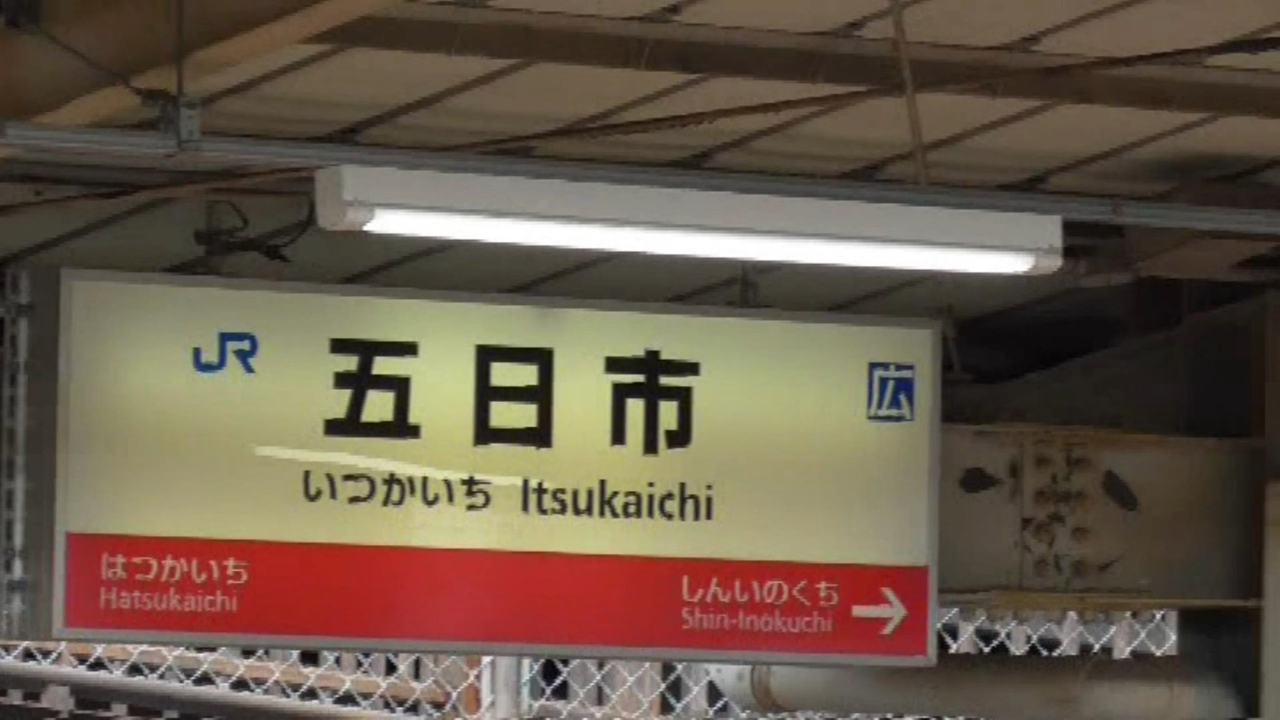 JR 五日市 広
いつかいち Itsukaichi
はつかいち
Hatsukaichi
しんいのくち →
Shin-Inokuchi